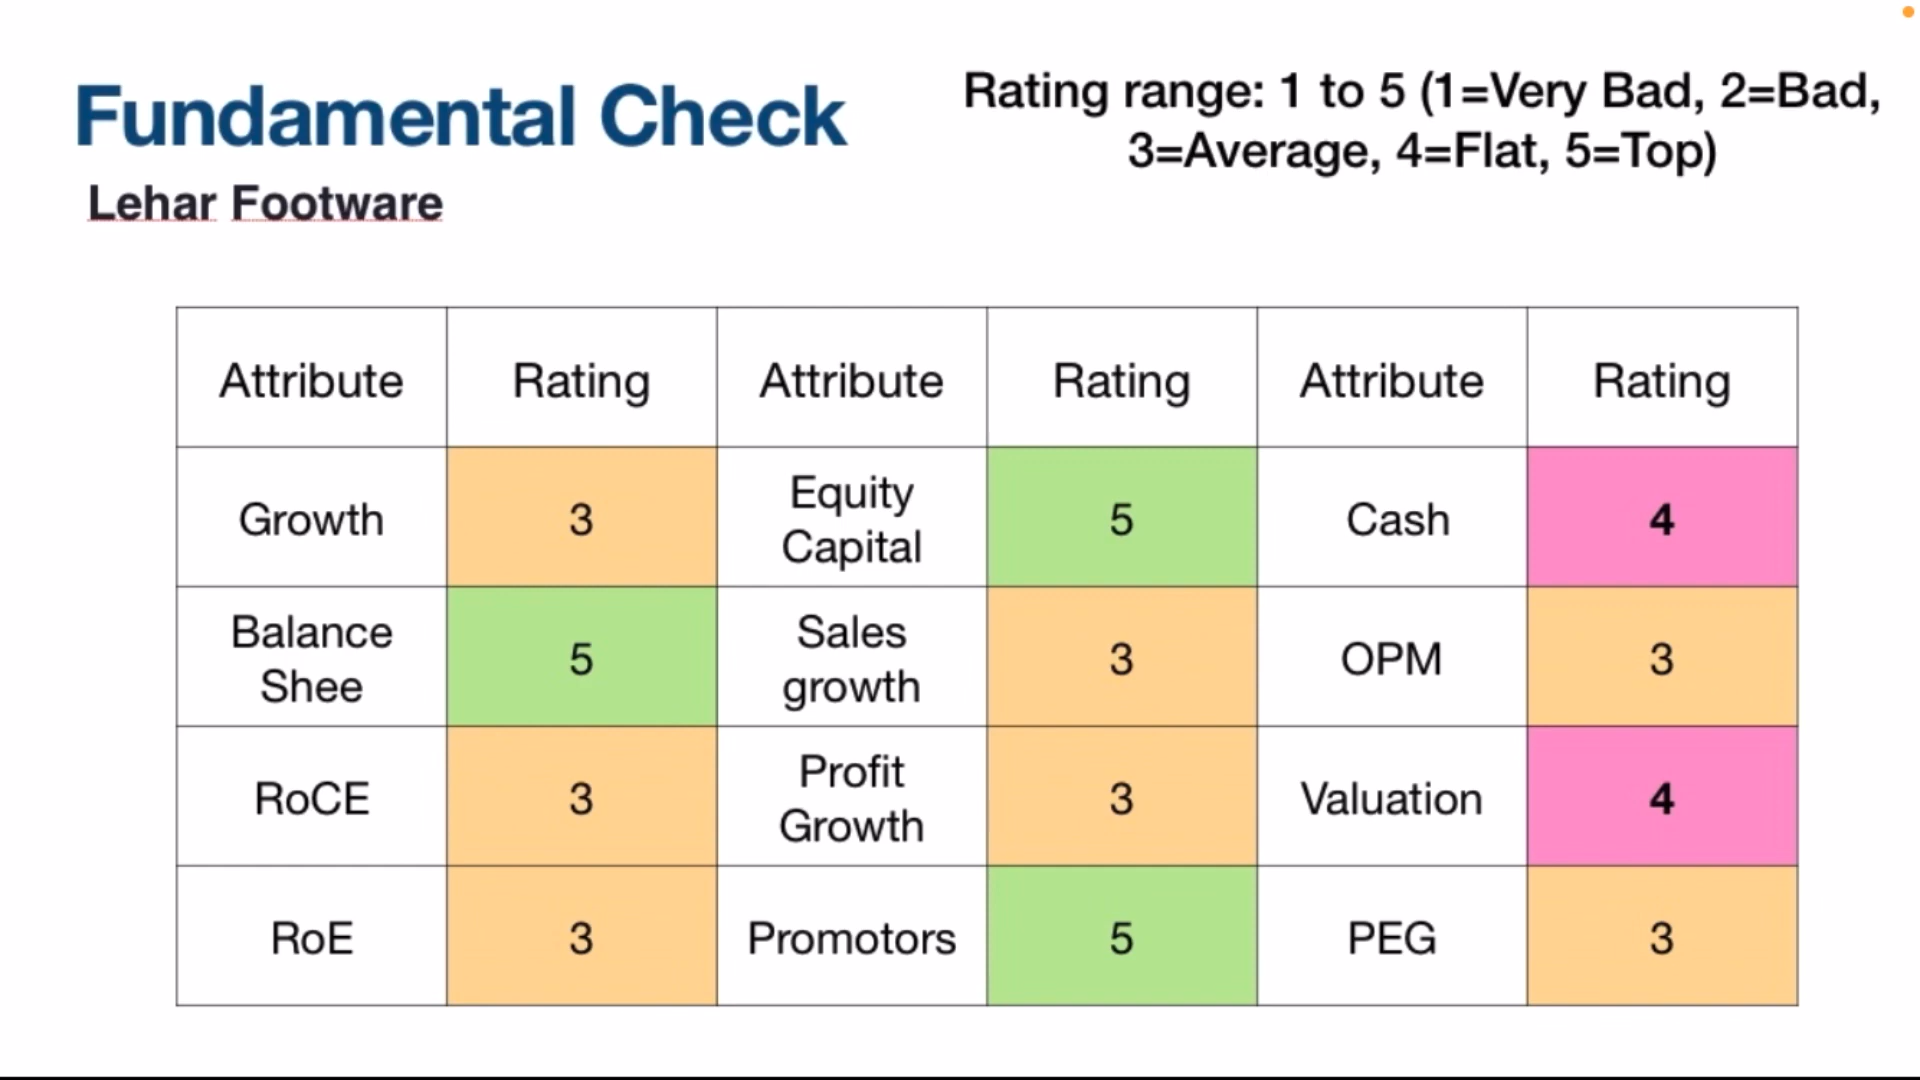 Fundamental Check
Lehar Footware
Rating range: 1 to 5 (1=Very Bad, 2=Bad,
3=Average, 4=Flat, 5=Top)
Attribute Rating Attribute Rating Attribute Rating
Growth 3 Equity Capital 5 Cash 4
Balance Shee 5 Sales growth 3 OPM 3
RoCE 3 Profit Growth 3 Valuation 4
RoE 3 Promotors 5 PEG 3